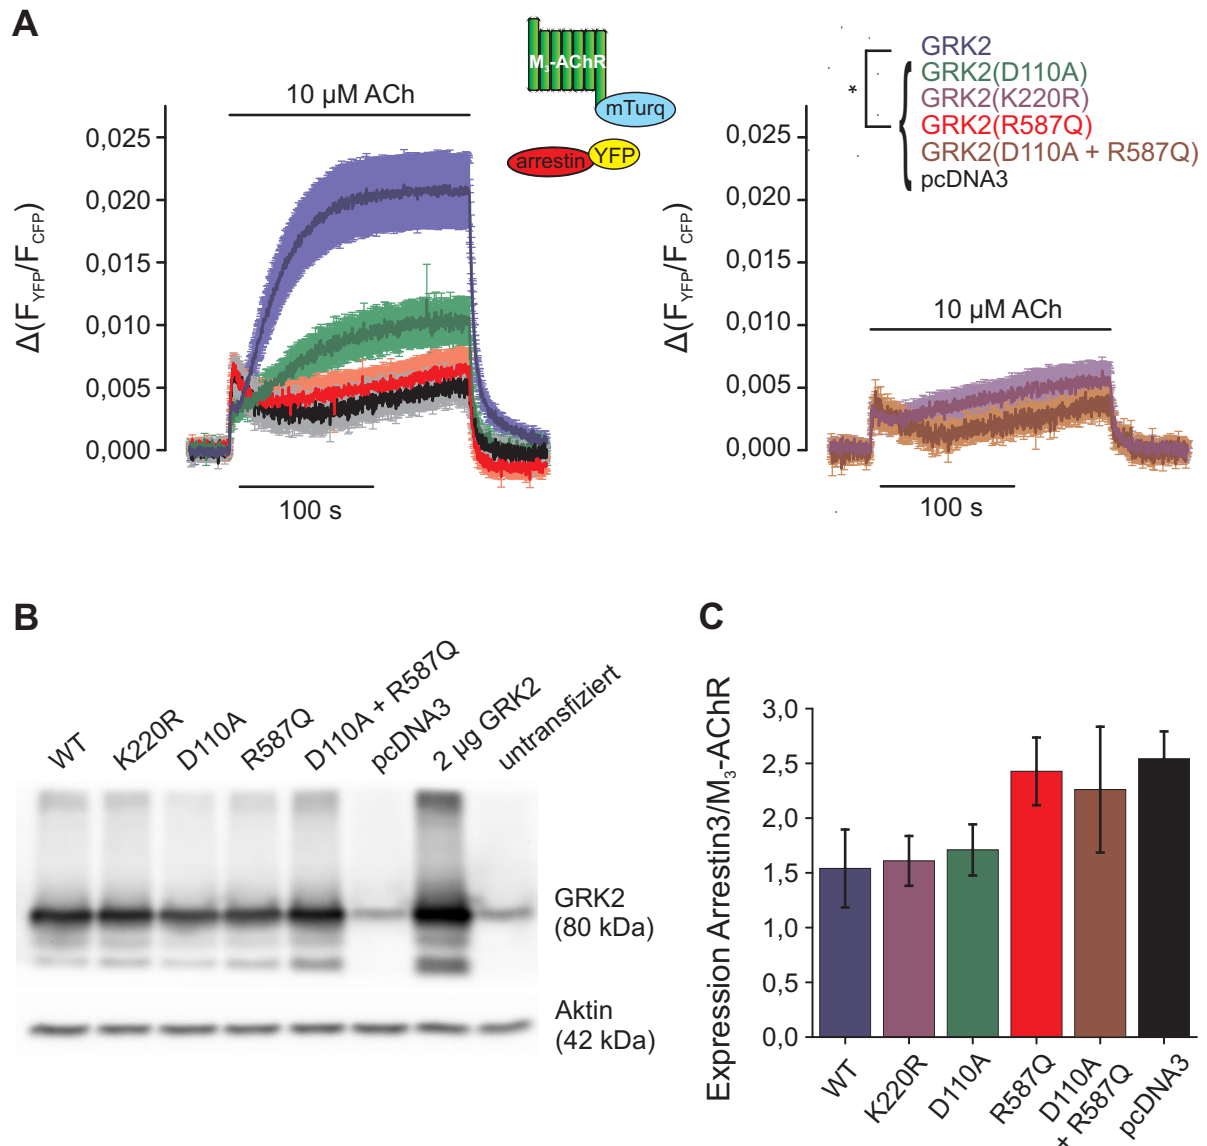 A
10 µM ACh
M3-AChR
mTurq
arrestin
YFP
Δ(FYFP/FCFP)
0,025
0,020
0,015
0,010
0,005
0,000
100 s
GRK2
GRK2(D110A)
GRK2(K220R)
GRK2(R587Q)
GRK2(D110A + R587Q)
pcDNA3
*
Δ(FYFP/FCFP)
0,025
0,020
0,015
0,010
0,005
0,000
10 µM ACh
100 s
B
WT
K220R
D110A
R587Q
D110A + R587Q
pcDNA3
2 µg GRK2
untransfiziert
GRK2
(80 kDa)
Aktin
(42 kDa)
C
Expression Arrestin3/M3-AChR
3,0
2,5
2,0
1,5
1,0
0,5
0,0
WT
K220R
D110A
R587Q
D110A
+ R587Q
pcDNA3